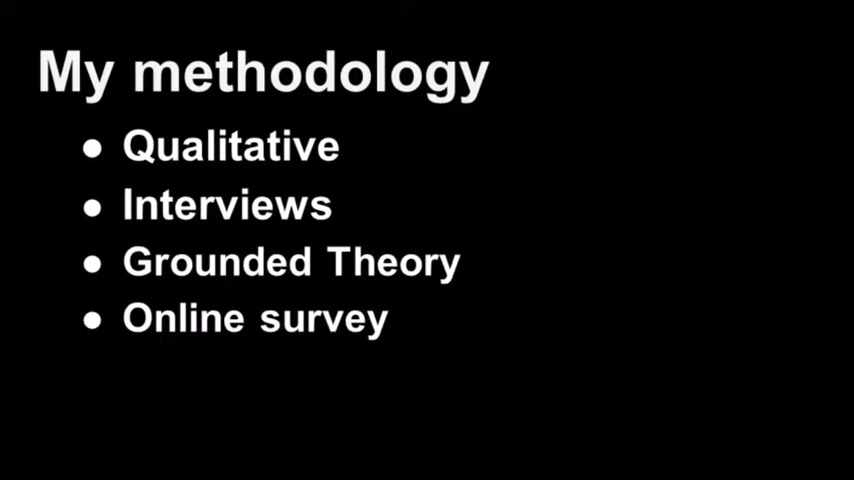 My methodology
● Qualitative
● Interviews
● Grounded Theory
● Online survey